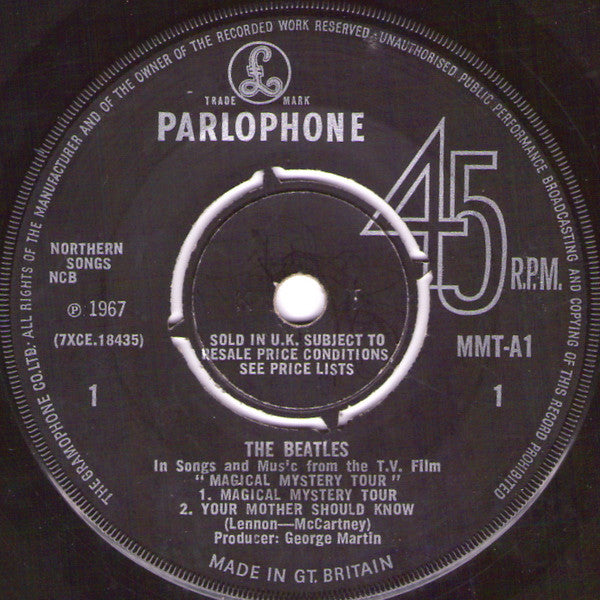 THE GRAMOPHONE CO. LTD. ALL RIGHTS OF THE MANUFACTURER AND OF THE OWNER OF THE RECORDED WORK RESERVED · UNAUTHORISED PUBLIC PERFORMANCE BROADCASTING AND COPYING OF THIS RECORD PROHIBITED
£
TRADE MARK
PARLOPHONE
45
R.P.M.
NORTHERN
SONGS
NCB
℗ 1967
(7XCE.18435)
1
SOLD IN U.K. SUBJECT TO
RESALE PRICE CONDITIONS,
SEE PRICE LISTS
MMT-A1
1
THE BEATLES
In Songs and Music from the T.V. Film
"MAGICAL MYSTERY TOUR"
1. MAGICAL MYSTERY TOUR
2. YOUR MOTHER SHOULD KNOW
(Lennon—McCartney)
Producer: George Martin
MADE IN GT. BRITAIN